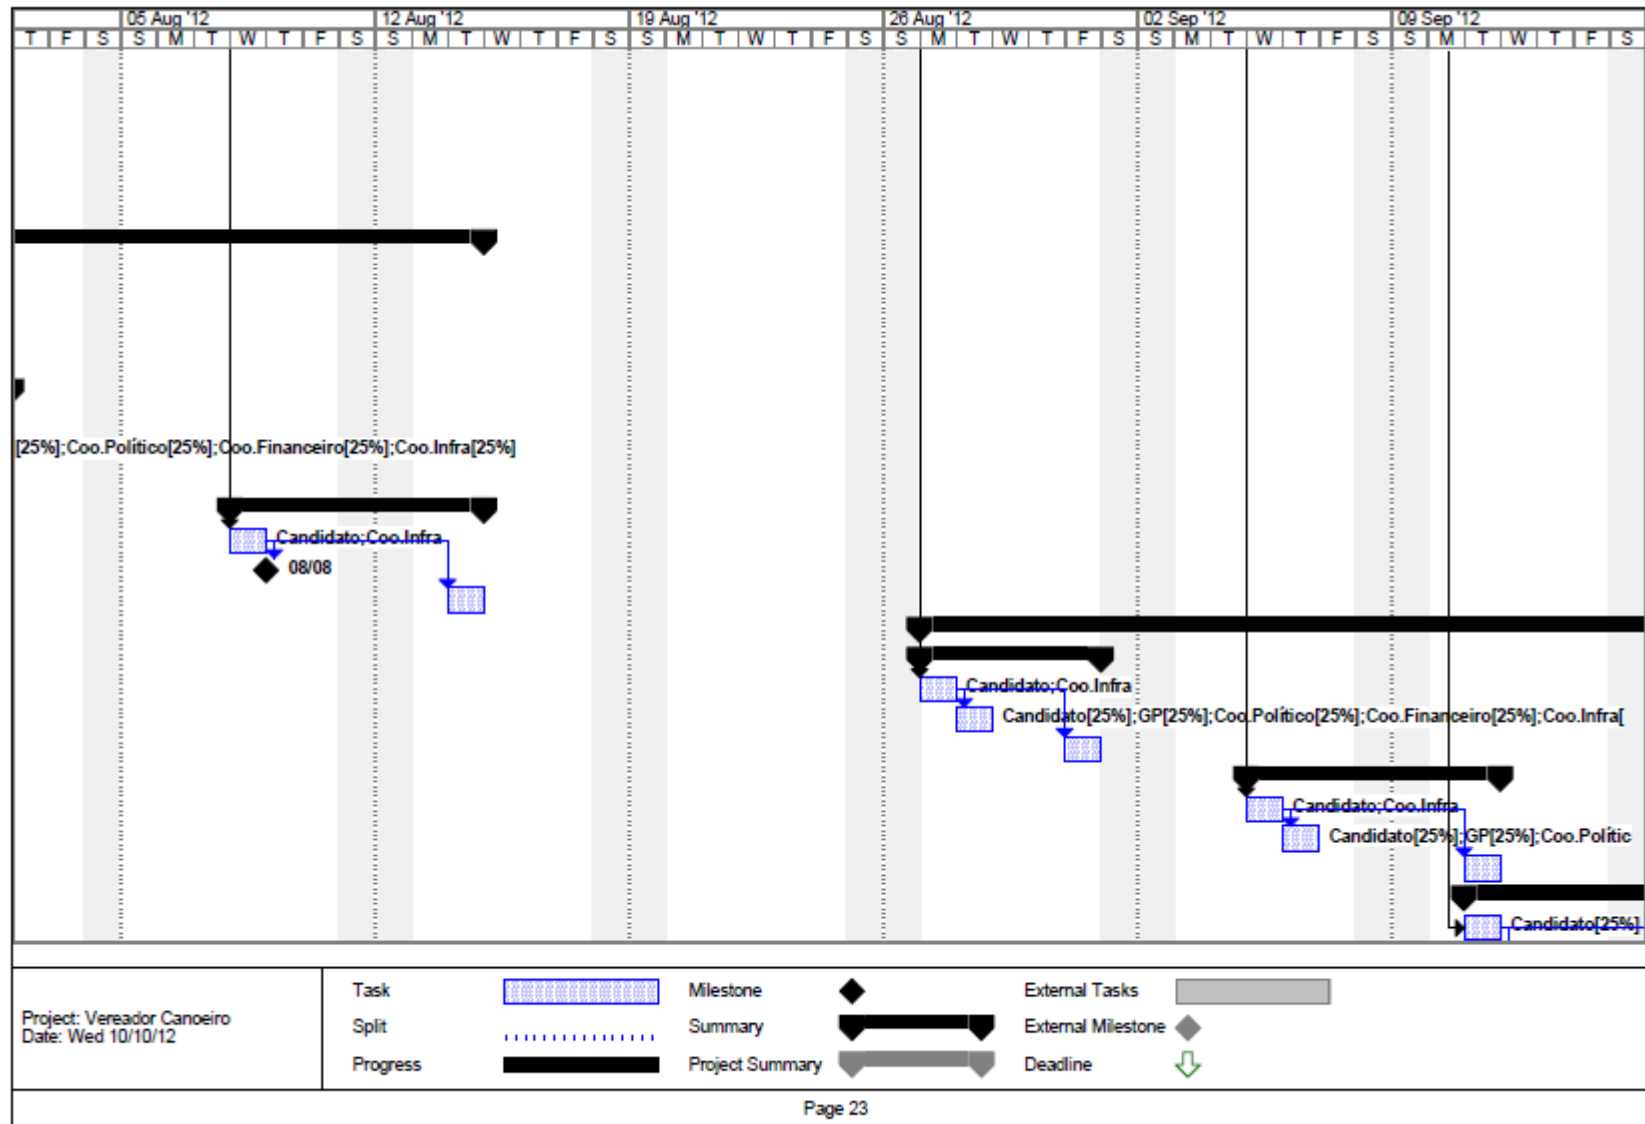 05 Aug '12 12 Aug '12 19 Aug '12 26 Aug '12 02 Sep '12 09 Sep '12
T F S S M T W T F S S M T W T F S S M T W T F S S M T W T F S S M T W T F S S M T W T F S
[25%];Coo.Político[25%];Coo.Financeiro[25%];Coo.Infra[25%]
Candidato;Coo.Infra
08/08
Candidato;Coo.Infra
Candidato[25%];GP[25%];Coo.Político[25%];Coo.Financeiro[25%];Coo.Infra[
Candidato;Coo.Infra
Candidato[25%];GP[25%];Coo.Polític
Candidato[25%]
Project: Vereador Canoeiro
Date: Wed 10/10/12
Task Milestone External Tasks
Split Summary External Milestone
Progress Project Summary Deadline
Page 23